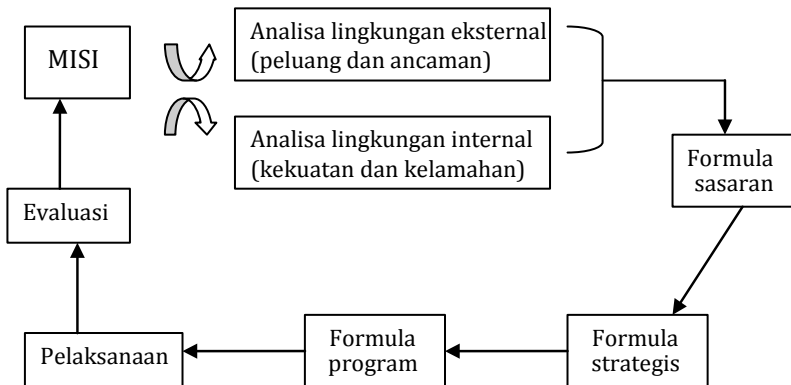 MISI
Analisa lingkungan eksternal
(peluang dan ancaman)
Analisa lingkungan internal
(kekuatan dan kelamahan)
Formula
sasaran
Formula
strategis
Formula
program
Pelaksanaan
Evaluasi